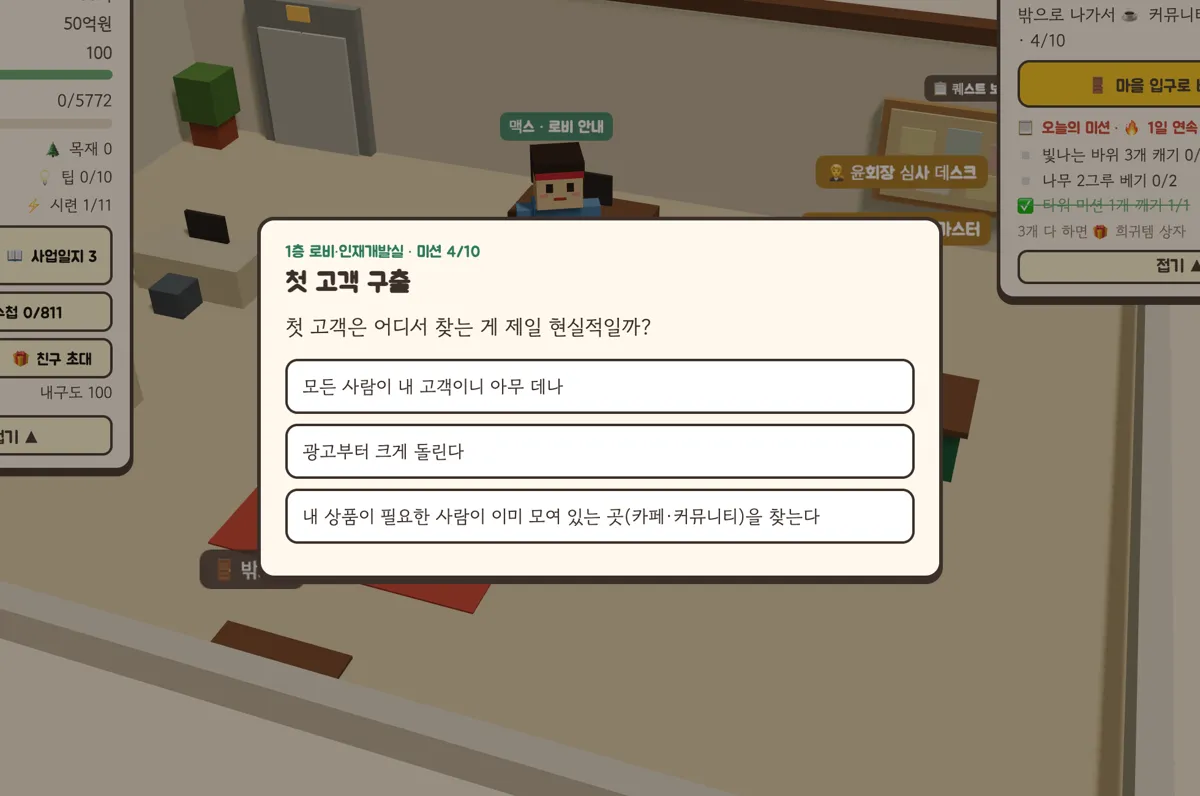 50억원
100
0/5772
🌲 목재 0
💡 팁 0/10
⚡ 시련 1/11
📖 사업일지 3
수첩 0/811
🎁 친구 초대
내구도 100
접기 ▲
맥스 · 로비 안내
윤회장 심사 데스크
📋 퀘스트
밖으로 나가서 ☕ 커뮤니티
· 4/10
🚪 마을 입구로
오늘의 미션 · 🔥 1일 연속
빛나는 바위 3개 캐기 0/
나무 2그루 베기 0/2
✅ 타워 미션 1개 깨기 1/1
3개 다 하면 🎁 희귀템 상자
접기 ▲
1층 로비·인재개발실 · 미션 4/10
첫 고객 구출
첫 고객은 어디서 찾는 게 제일 현실적일까?
모든 사람이 내 고객이니 아무 데나
광고부터 크게 돌린다
내 상품이 필요한 사람이 이미 모여 있는 곳(카페·커뮤니티)을 찾는다